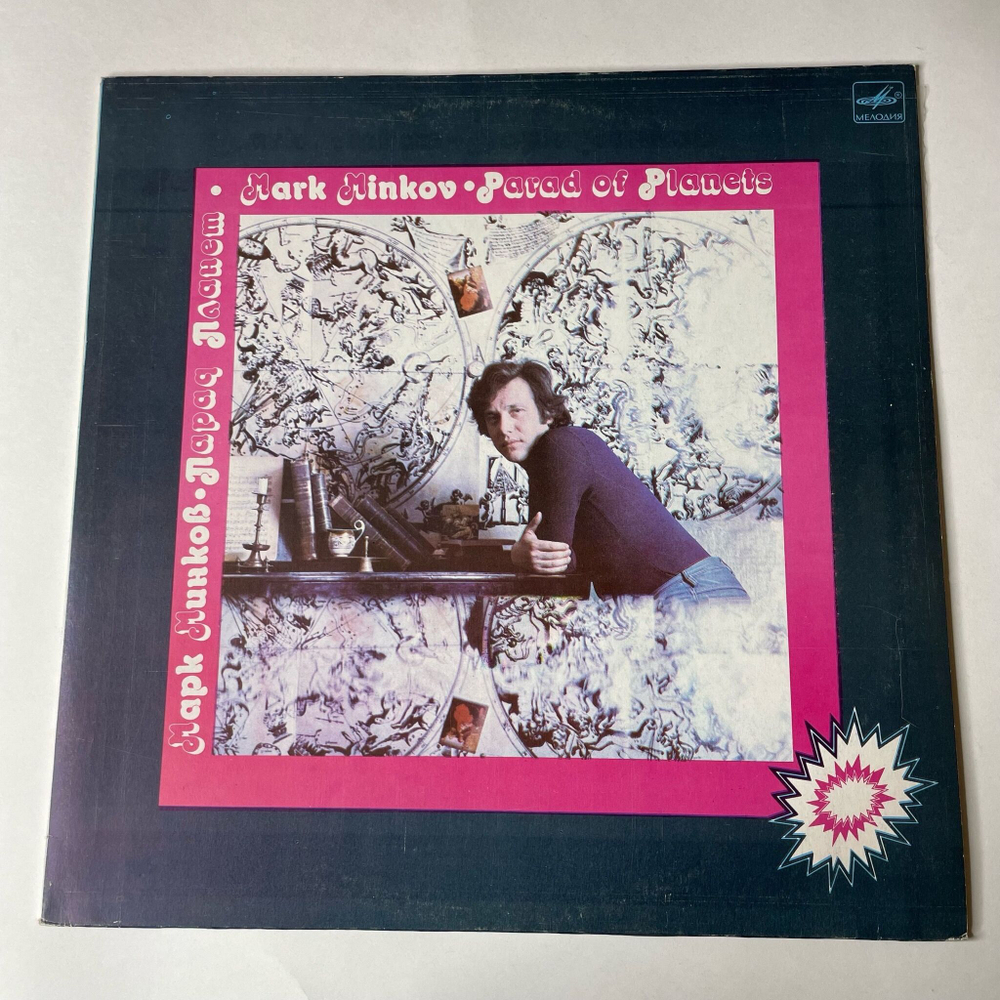 МЕЛОДИЯ
• Mark Minkov • Parad of Planets
Марк Минков • Парад Планет